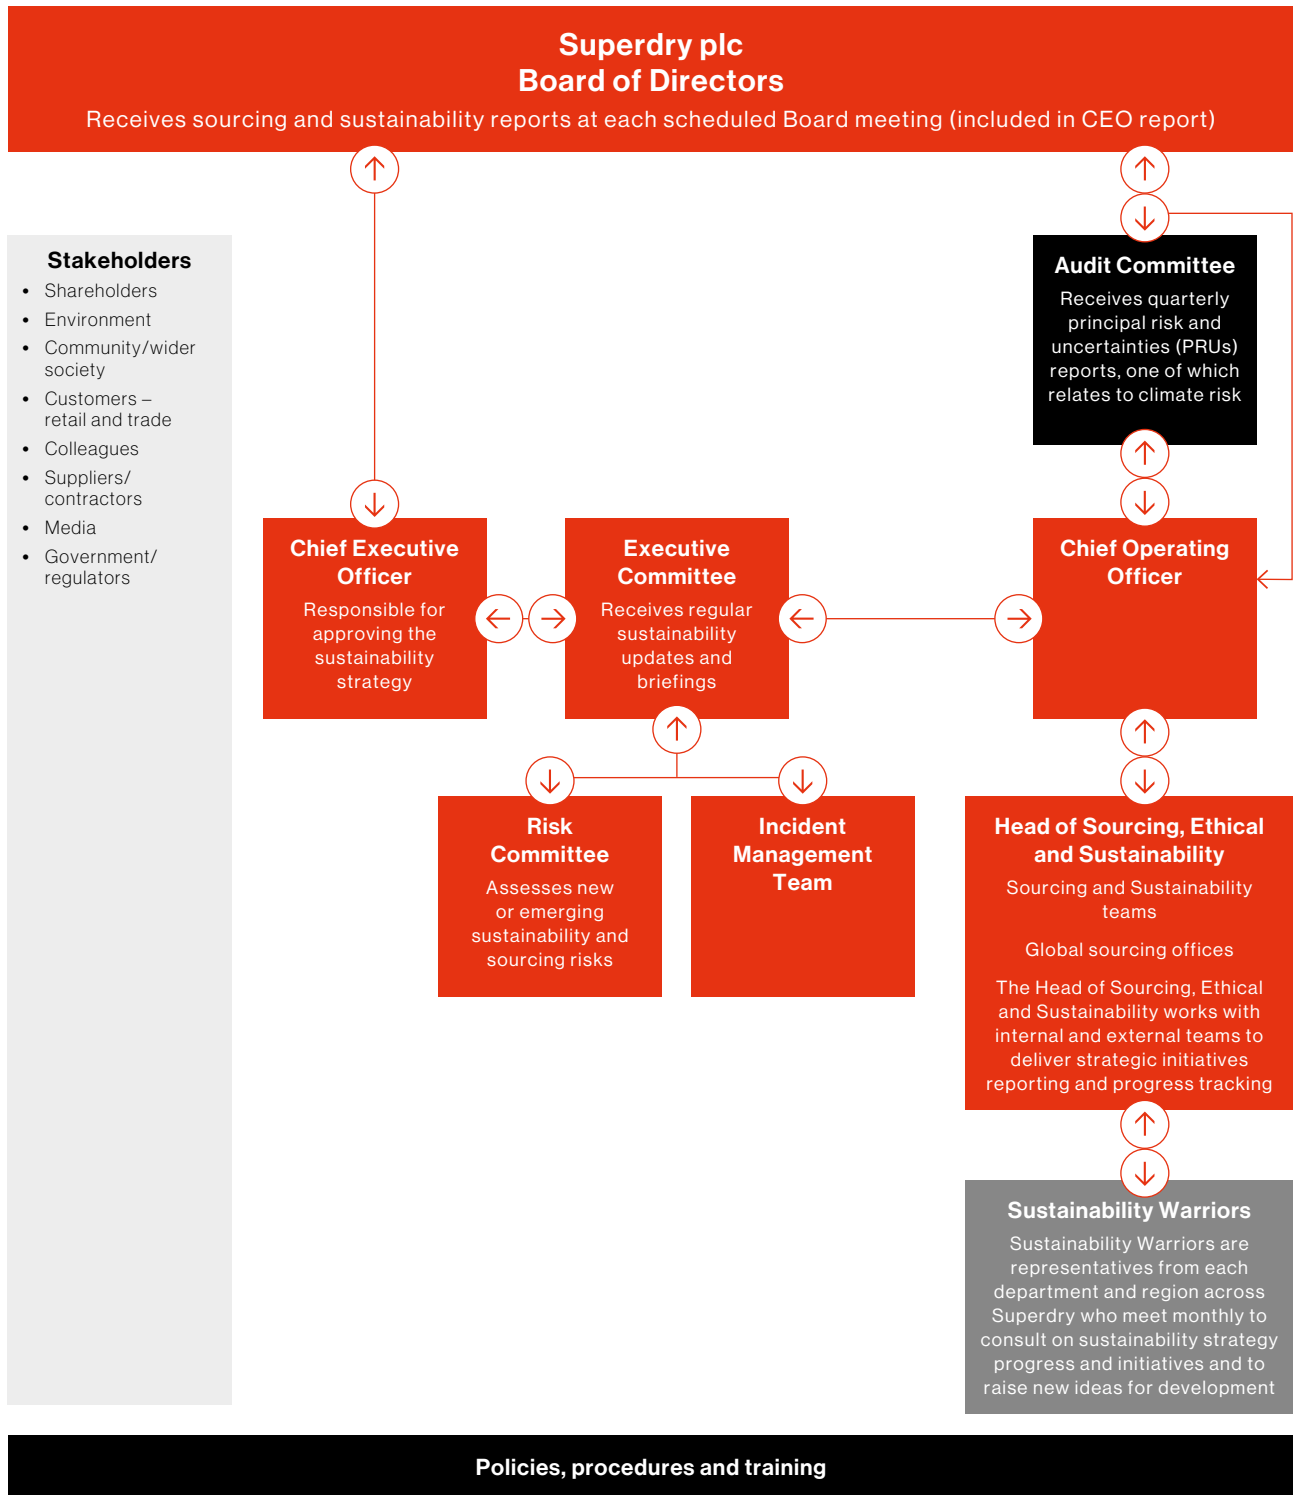 Superdry plc
Board of Directors
Receives sourcing and sustainability reports at each scheduled Board meeting (included in CEO report)
Stakeholders
• Shareholders
• Environment
• Community/wider
society
• Customers –
retail and trade
• Colleagues
• Suppliers/
contractors
• Media
• Government/
regulators
Audit Committee
Receives quarterly
principal risk and
uncertainties (PRUs)
reports, one of which
relates to climate risk
Chief Executive
Officer
Responsible for
approving the
sustainability
strategy
Executive
Committee
Receives regular
sustainability
updates and
briefings
Chief Operating
Officer
Risk
Committee
Assesses new
or emerging
sustainability and
sourcing risks
Incident
Management
Team
Head of Sourcing, Ethical
and Sustainability
Sourcing and Sustainability
teams
Global sourcing offices
The Head of Sourcing, Ethical
and Sustainability works with
internal and external teams to
deliver strategic initiatives
reporting and progress tracking
Sustainability Warriors
Sustainability Warriors are
representatives from each
department and region across
Superdry who meet monthly to
consult on sustainability strategy
progress and initiatives and to
raise new ideas for development
Policies, procedures and training